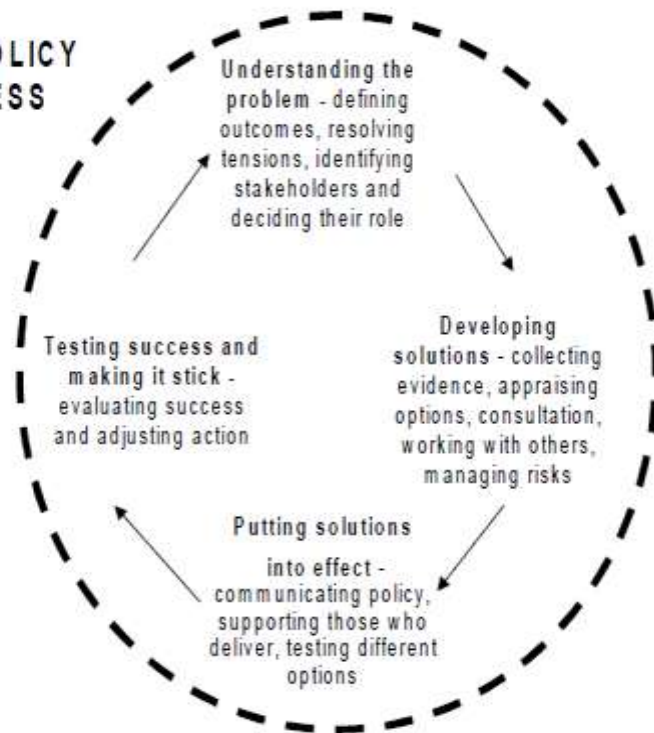 OLICY
ESS
Understanding the
problem - defining
outcomes, resolving
tensions, identifying
stakeholders and
deciding their role
Developing
solutions - collecting
evidence, appraising
options, consultation,
working with others,
managing risks
Putting solutions
into effect -
communicating policy,
supporting those who
deliver, testing different
options
Testing success and
making it stick -
evaluating success
and adjusting action